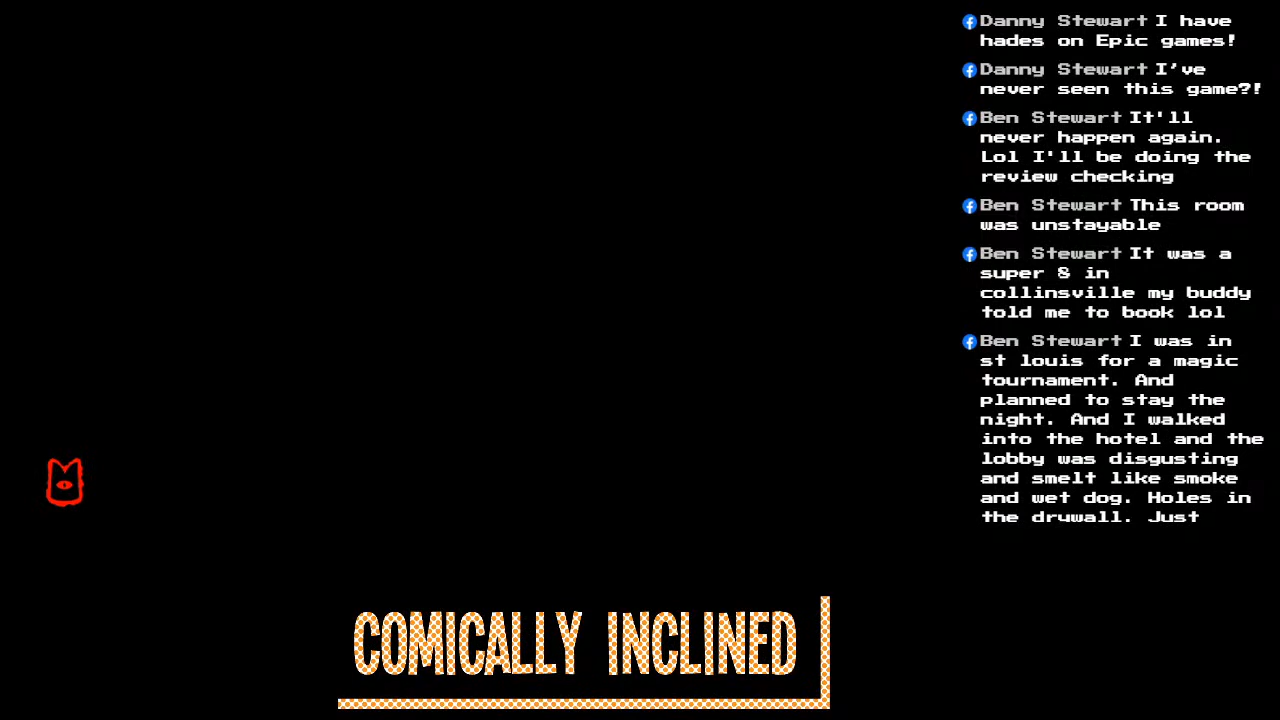 Danny Stewart I have
hades on Epic games!
Danny Stewart I've
never seen this game?!
Ben Stewart It'll
never happen again.
Lol I'll be doing the
review checking
Ben Stewart This room
was unstayable
Ben Stewart It was a
super 8 in
collinsville my buddy
told me to book lol
Ben Stewart I was in
st louis for a magic
tournament. And
planned to stay the
night. And I walked
into the hotel and the
lobby was disgusting
and smelt like smoke
and wet dog. Holes in
the drywall. Just
COMICALLY INCLINED